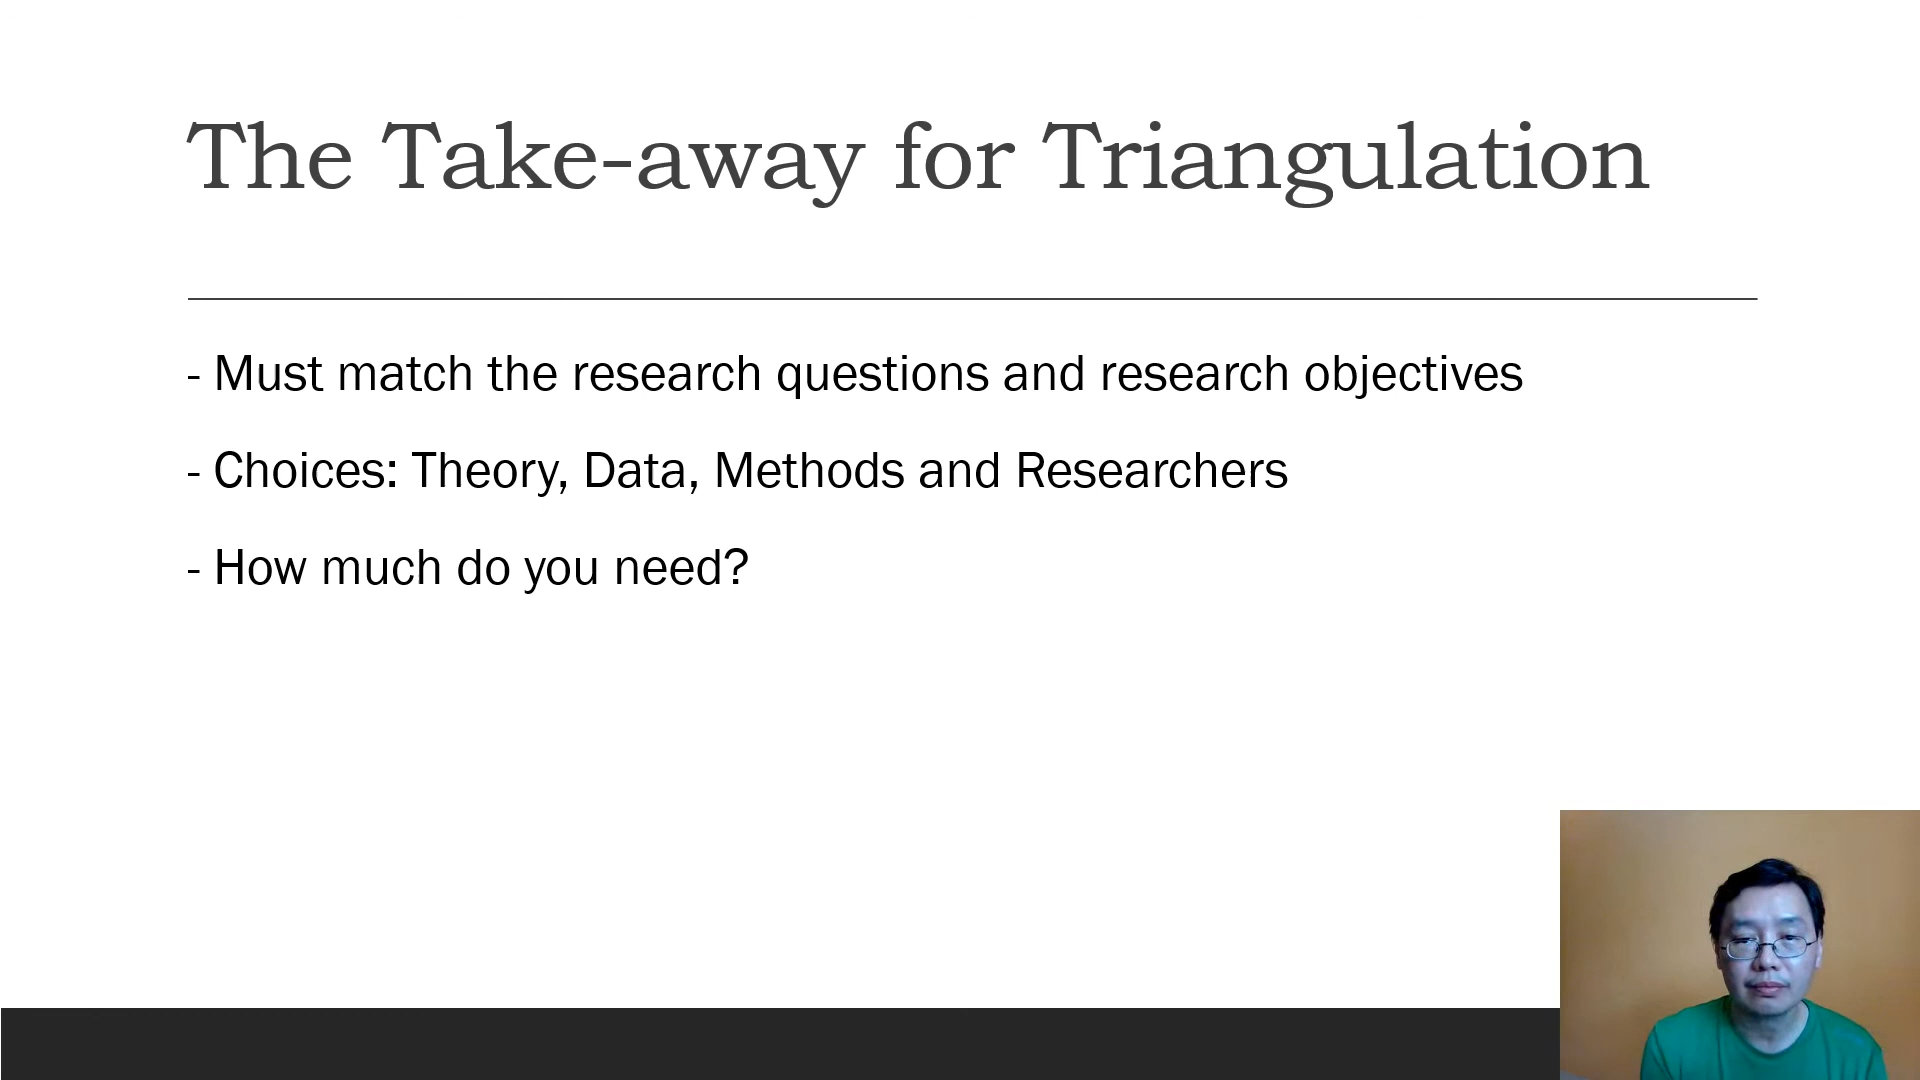 The Take-away for Triangulation
- Must match the research questions and research objectives
- Choices: Theory, Data, Methods and Researchers
- How much do you need?